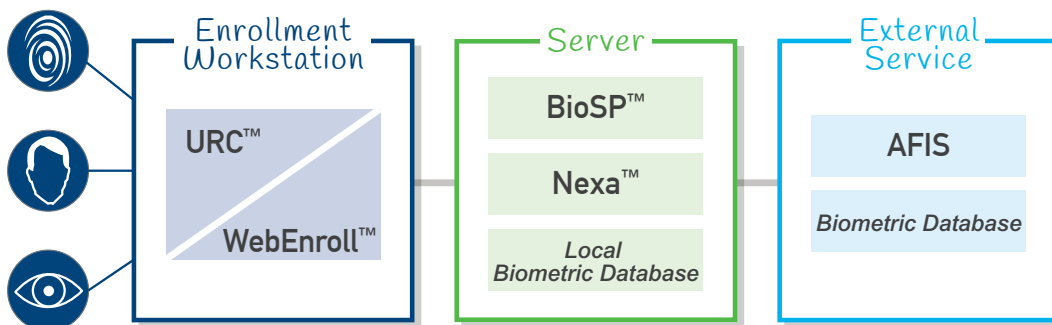 Enrollment
Workstation
URC™
WebEnroll™
Server
BioSP™
Nexa™
Local
Biometric Database
External
Service
AFIS
Biometric Database